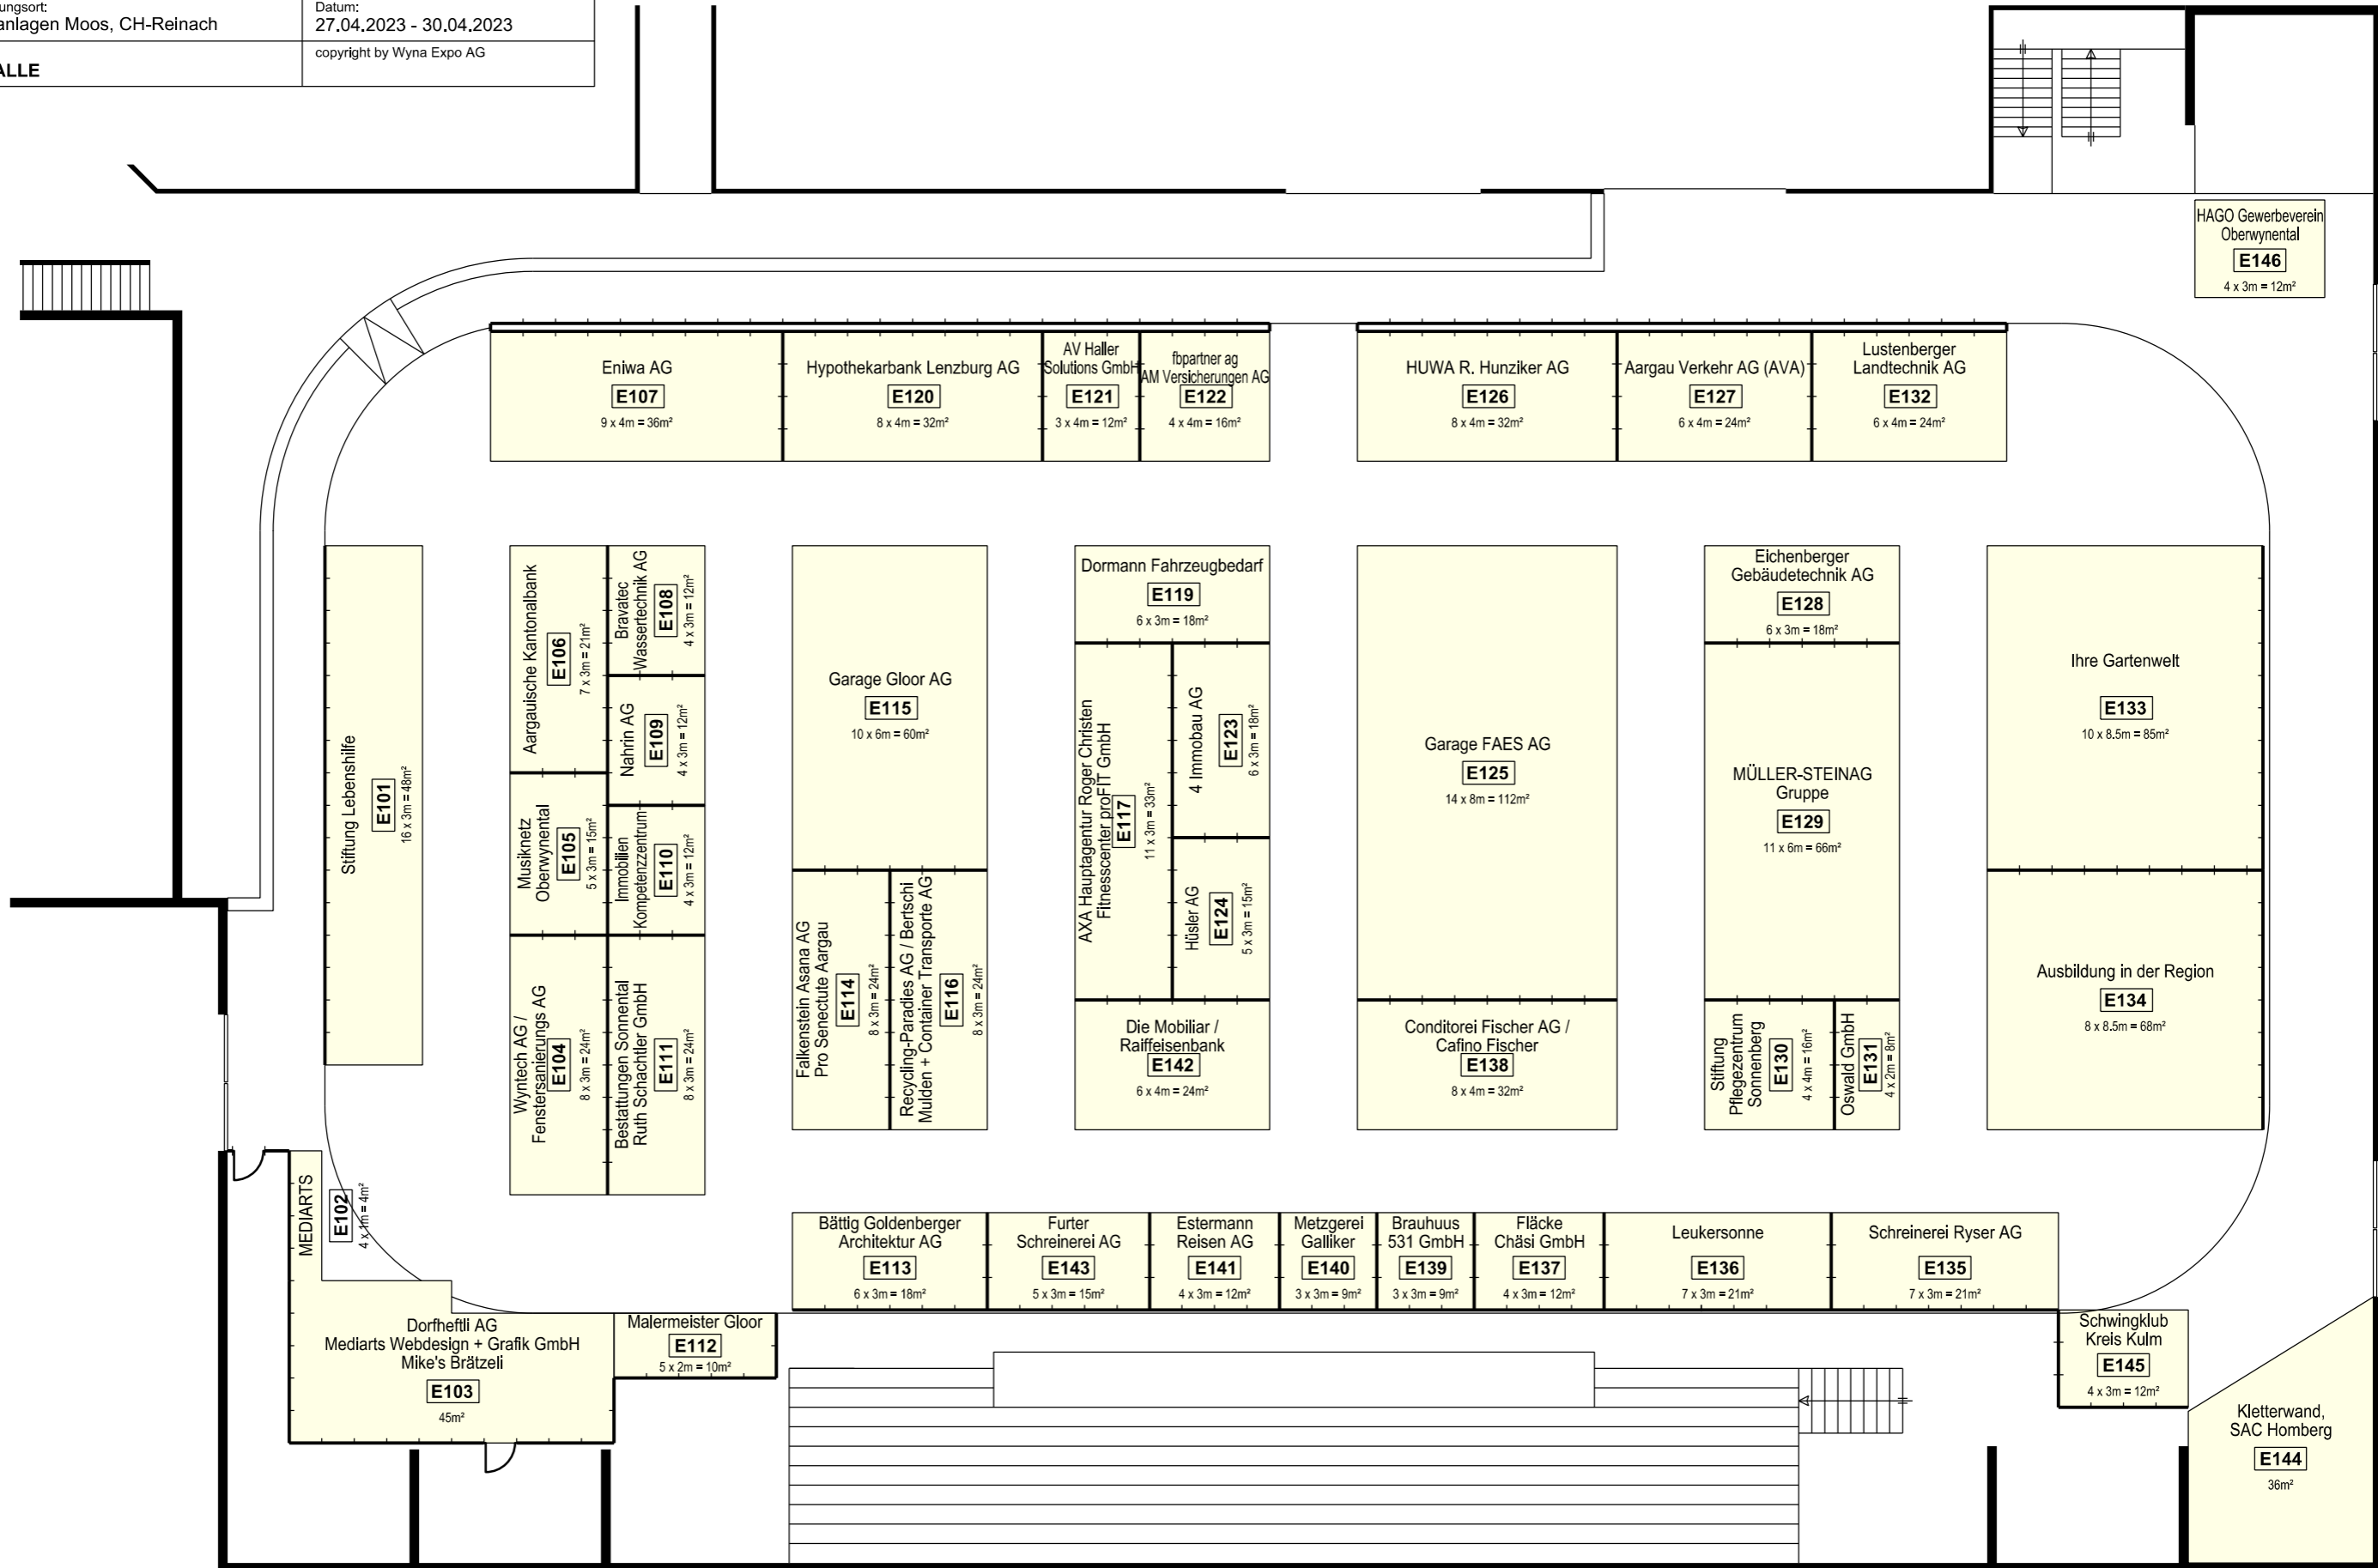 ungsort:
anlagen Moos, CH-Reinach
Datum:
27.04.2023 - 30.04.2023
ALLE
copyright by Wyna Expo AG
HAGO Gewerbeverein
Oberwynental
E146
4 x 3m = 12m²
Eniwa AG
E107
9 x 4m = 36m²
Hypothekarbank Lenzburg AG
E120
8 x 4m = 32m²
AV Haller
Solutions GmbH
E121
3 x 4m = 12m²
fbpartner ag
AM Versicherungen AG
E122
4 x 4m = 16m²
HUWA R. Hunziker AG
E126
8 x 4m = 32m²
Aargau Verkehr AG (AVA)
E127
6 x 4m = 24m²
Lustenberger
Landtechnik AG
E132
6 x 4m = 24m²
Stiftung Lebenshilfe
E101
16 x 3m = 48m²
Aargauische Kantonalbank
E106
7 x 3m = 21m²
Bravatec
Wassertechnik AG
E108
4 x 3m = 12m²
Nahrin AG
E109
4 x 3m = 12m²
Musiknetz
Oberwynental
E105
5 x 3m = 15m²
Immobilien
Kompetenzzentrum
E110
4 x 3m = 12m²
Wyntech AG /
Fenstersanierungs AG
E104
8 x 3m = 24m²
Bestattungen Sonnental
Ruth Schachtler GmbH
E111
8 x 3m = 24m²
Garage Gloor AG
E115
10 x 6m = 60m²
Falkenstein Asana AG
Pro Senectute Aargau
E114
8 x 3m = 24m²
Recycling-Paradies AG / Bertschi
Mulden + Container Transporte AG
E116
8 x 3m = 24m²
Dormann Fahrzeugbedarf
E119
6 x 3m = 18m²
AXA Hauptagentur Roger Christen
Fitnesscenter proFIT GmbH
E117
11 x 3m = 33m²
4 Immobau AG
E123
6 x 3m = 18m²
Hüsler AG
E124
5 x 3m = 15m²
Die Mobiliar /
Raiffeisenbank
E142
6 x 4m = 24m²
Garage FAES AG
E125
14 x 8m = 112m²
Conditorei Fischer AG /
Cafino Fischer
E138
8 x 4m = 32m²
Eichenberger
Gebäudetechnik AG
E128
6 x 3m = 18m²
MÜLLER-STEINAG
Gruppe
E129
11 x 6m = 66m²
Stiftung
Pflegezentrum
Sonnenberg
E130
4 x 4m = 16m²
Oswald GmbH
E131
4 x 2m = 8m²
Ihre Gartenwelt
E133
10 x 8.5m = 85m²
Ausbildung in der Region
E134
8 x 8.5m = 68m²
MEDIARTS
E102
4 x 1m = 4m²
Dorfheftli AG
Mediarts Webdesign + Grafik GmbH
Mike's Brätzeli
E103
45m²
Malermeister Gloor
E112
5 x 2m = 10m²
Bättig Goldenberger
Architektur AG
E113
6 x 3m = 18m²
Furter
Schreinerei AG
E143
5 x 3m = 15m²
Estermann
Reisen AG
E141
4 x 3m = 12m²
Metzgerei
Galliker
E140
3 x 3m = 9m²
Brauhuus
531 GmbH
E139
3 x 3m = 9m²
Fläcke
Chäsi GmbH
E137
4 x 3m = 12m²
Leukersonne
E136
7 x 3m = 21m²
Schreinerei Ryser AG
E135
7 x 3m = 21m²
Schwingklub
Kreis Kulm
E145
4 x 3m = 12m²
Kletterwand,
SAC Homberg
E144
36m²